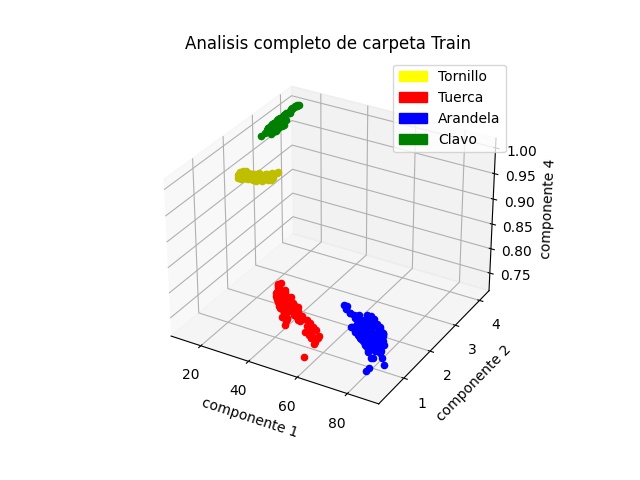 Analisis completo de carpeta Train
Tornillo
Tuerca
Arandela
Clavo
1.00
0.95
0.90
0.85
0.80
0.75
componente 4
4
3
2
1
componente 2
20
40
60
80
componente 1